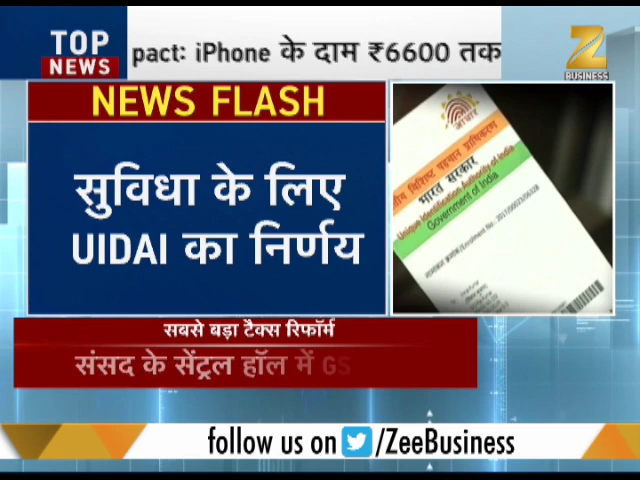 TOP
NEWS
pact: iPhone के दाम ₹6600 तक
Z
BUSINESS
NEWS FLASH
सुविधा के लिए
UIDAI का निर्णय
आधार
भारत सरकार
Unique Identification Authority of India
Government of India
सबसे बड़ा टैक्स रिफॉर्म
संसद के सेंट्रल हॉल में GS
follow us on /ZeeBusiness